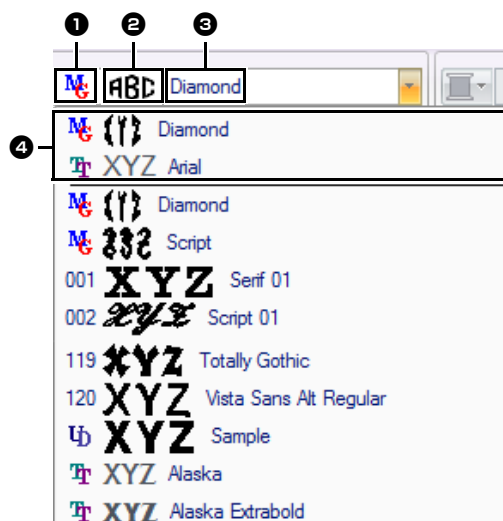 1 2 3
MG ABC Diamond
4
MG Diamond
TT XYZ Arial
MG Diamond
MG Script
001 XYZ Serif 01
002 XYZ Script 01
119 XYZ Totally Gothic
120 XYZ Vista Sans Alt Regular
UD XYZ Sample
TT XYZ Alaska
TT XYZ Alaska Extrabold